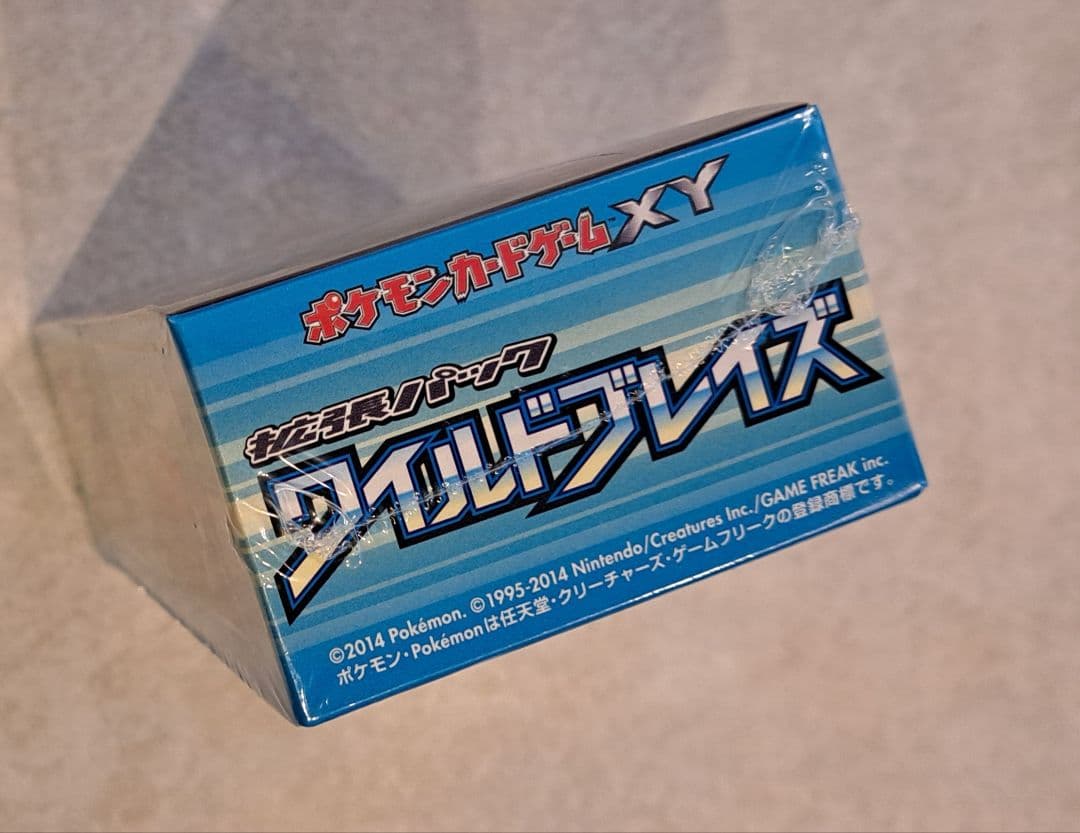 ポケモンカードゲーム™XY
拡張パック
ワイルドブレイズ
©2014 Pokémon. ©1995-2014 Nintendo/Creatures Inc./GAME FREAK inc.
ポケモン・Pokémonは任天堂・クリーチャーズ・ゲームフリークの登録商標です。